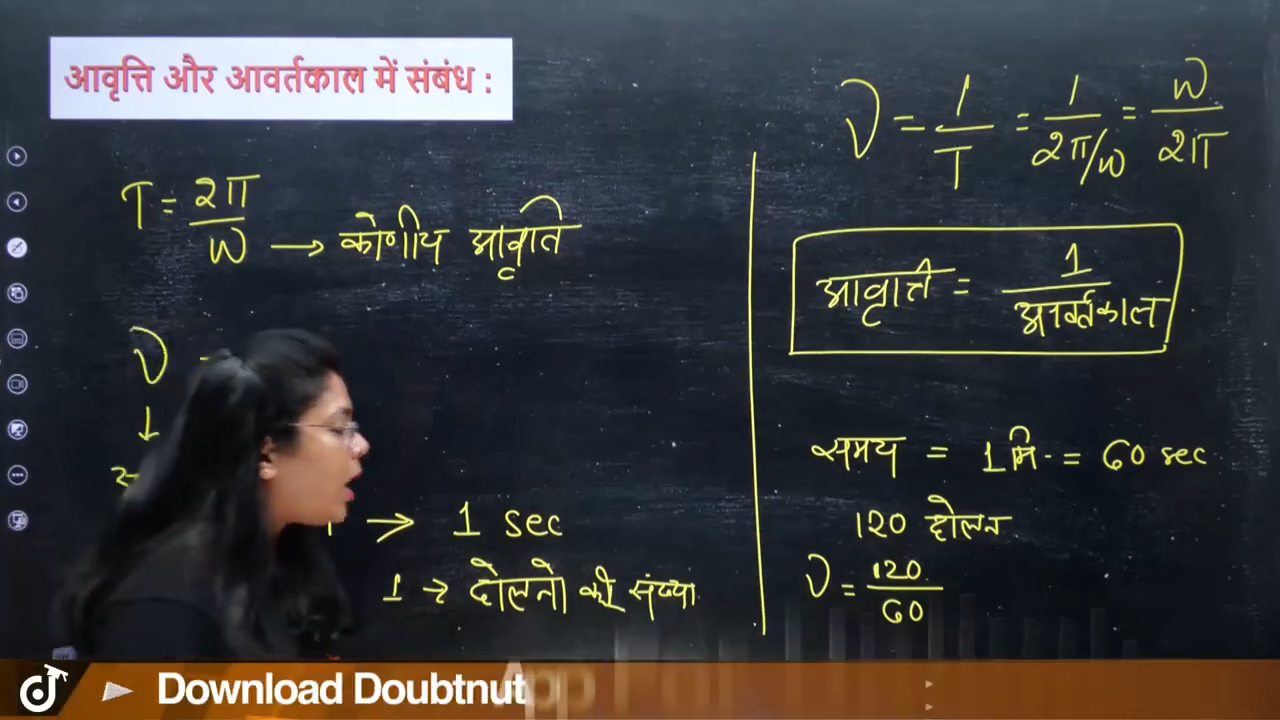 आवृत्ति और आवर्तकाल में संबंध :
T = 2π/ω → कोणीय आवृति
ν
1 sec
1 → दोलनो की संख्या
ν = 1/T = 1/2π/ω = ω/2π
आवृात्त = 1/आवर्तकाल
समय = 1 मि. = 60 sec
120 दोलन
ν = 120/60
Download Doubtnut